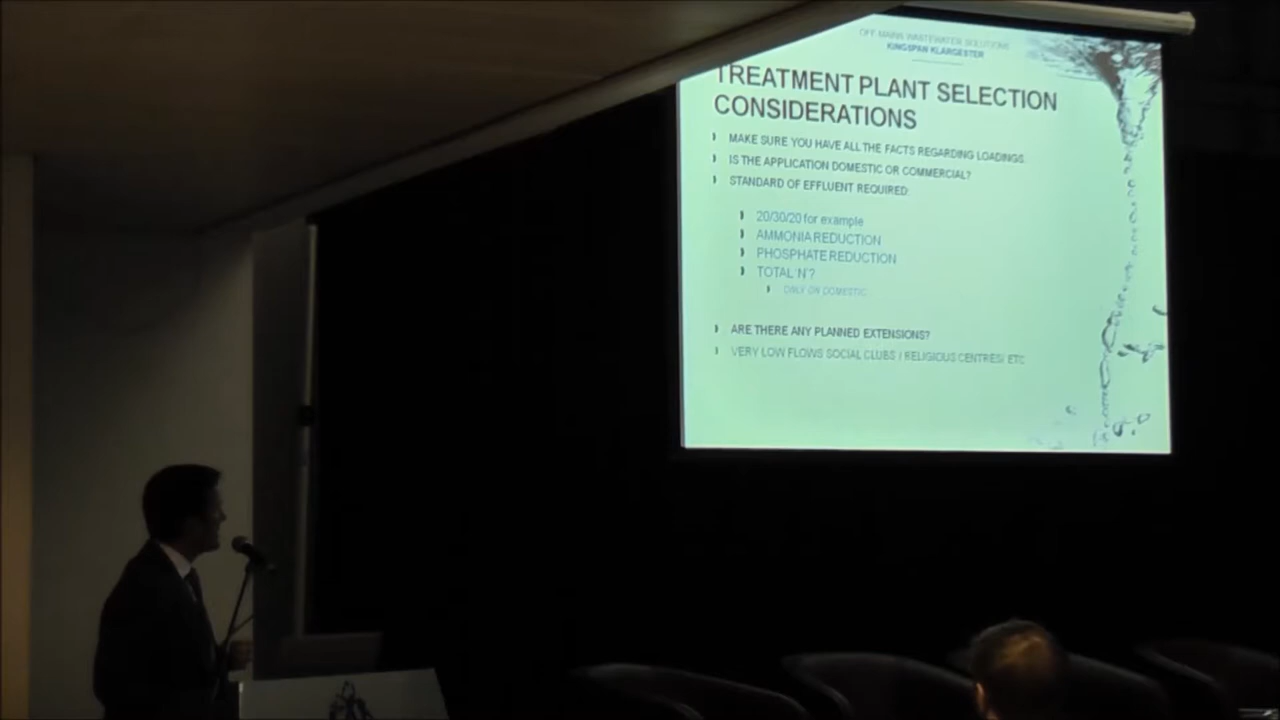 OFF MAINS WASTEWATER SOLUTIONS
KINGSPAN KLARGESTER
TREATMENT PLANT SELECTION
CONSIDERATIONS
MAKE SURE YOU HAVE ALL THE FACTS REGARDING LOADINGS
IS THE APPLICATION DOMESTIC OR COMMERCIAL?
STANDARD OF EFFLUENT REQUIRED
20/30/20 for example
AMMONIA REDUCTION
PHOSPHATE REDUCTION
TOTAL 'N'?
ONLY ON DOMESTIC
ARE THERE ANY PLANNED EXTENSIONS?
VERY LOW FLOWS SOCIAL CLUBS / RELIGIOUS CENTRES/ ETC